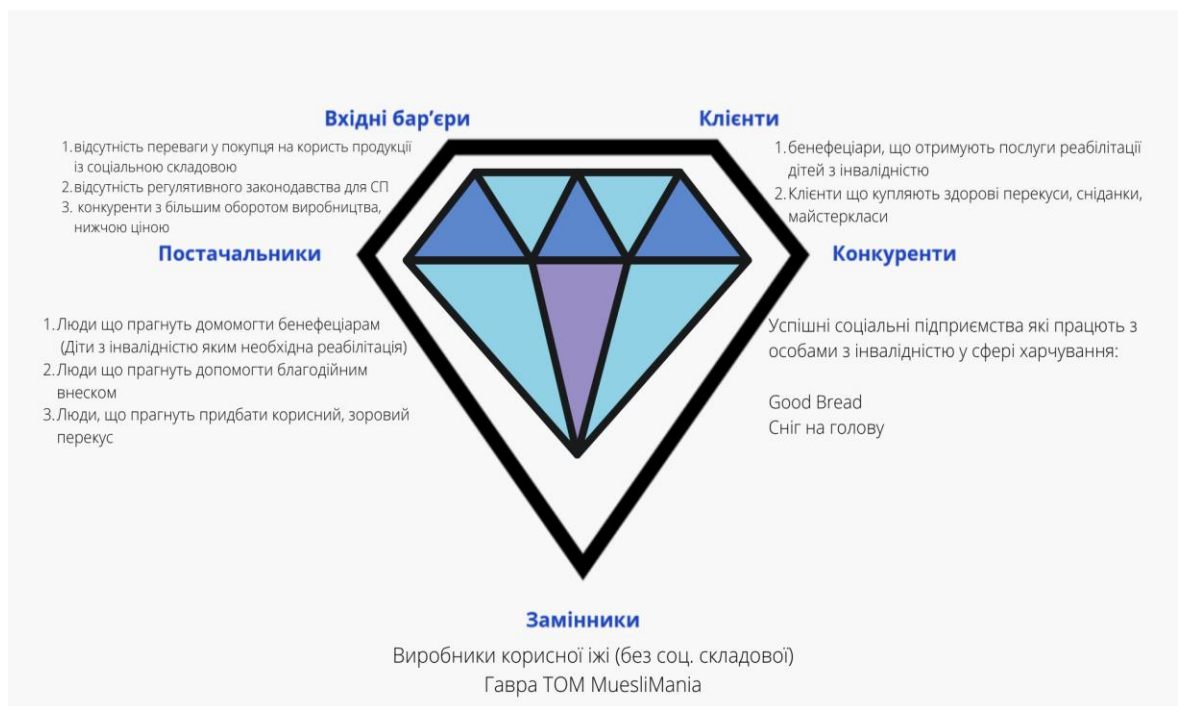 Вхідні бар’єри
1.відсутність переваги у покупця на користь продукції
із соціальною складовою
2.відсутність регулятивного законодавства для СП
3. конкуренти з більшим оборотом виробництва,
нижчою ціною
Клієнти
1.бенефеціари, що отримують послуги реабілітації
дітей з інвалідністю
2.Клієнти що купляють здорові перекуси, сніданки,
майстеркласи
Постачальники
1.Люди що прагнуть домомогти бенефеціарам
(Діти з інвалідністю яким необхідна реабілітація)
2.Люди що прагнуть допомогти благодійним
внеском
3.Люди, що прагнуть придбати корисний, зоровий
перекус
Конкуренти
Успішні соціальні підприємства які працють з
особами з інвалідністю у сфері харчування:
Good Bread
Сніг на голову
Замінники
Виробники корисної іжі (без соц. складової)
Гавра ТОМ MuesliMania